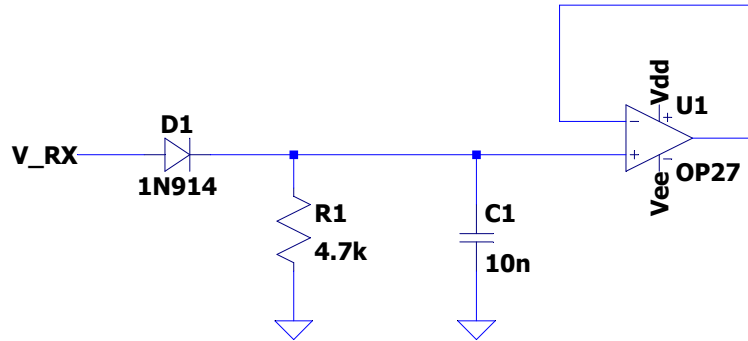 Vdd
U1
D1
V_RX
1N914
OP27
Vee
R1
4.7k
C1
10n